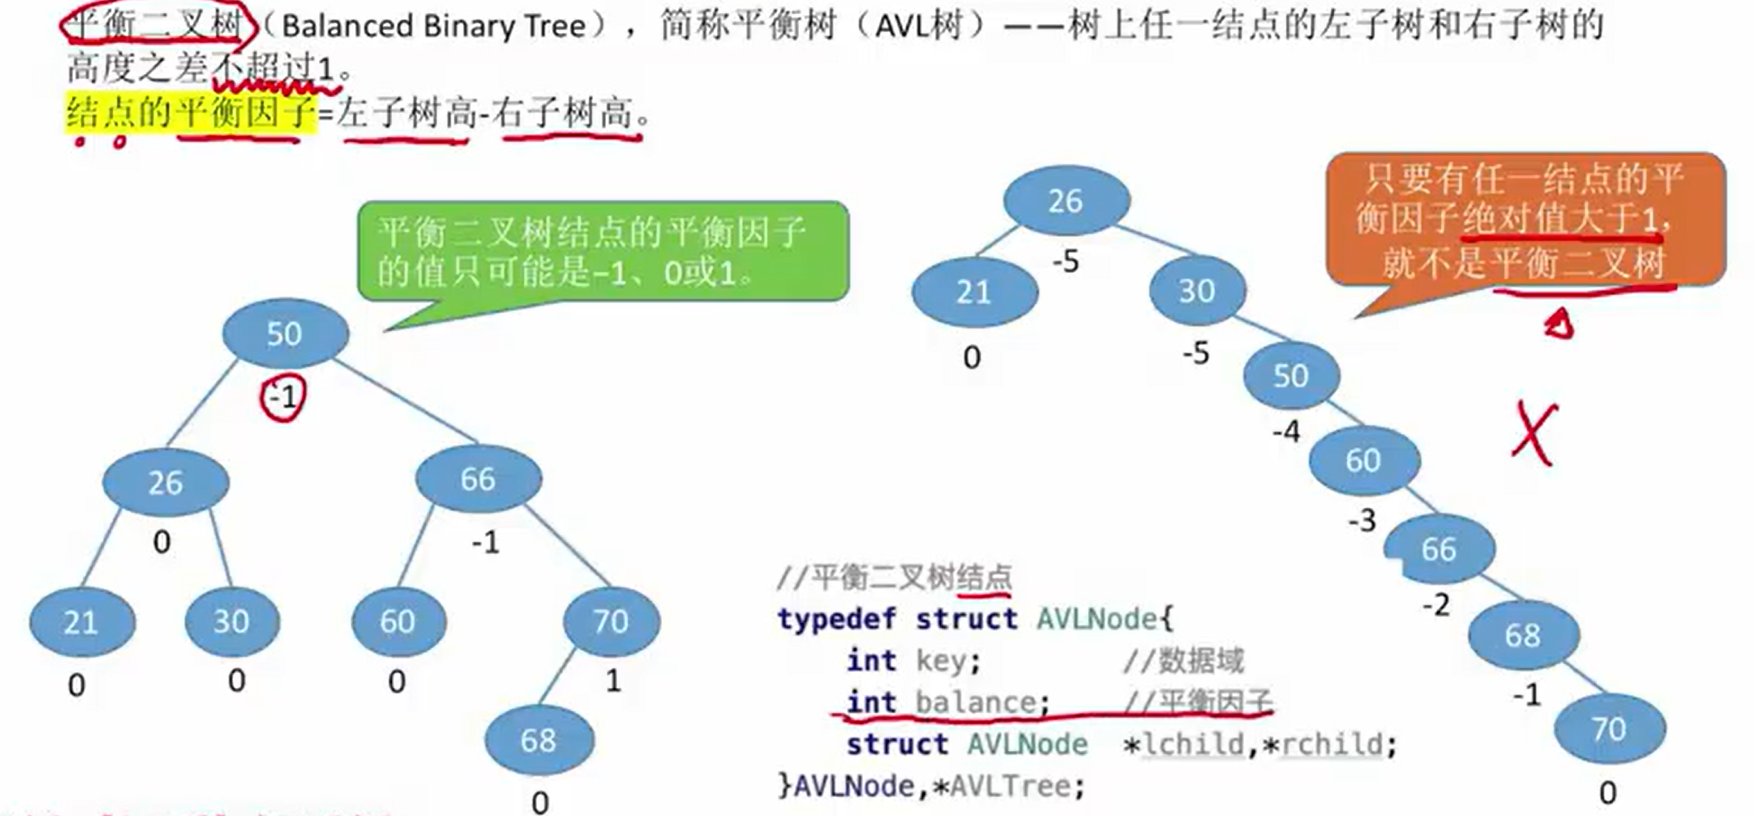 平衡二叉树（Balanced Binary Tree），简称平衡树（AVL树）——树上任一结点的左子树和右子树的
高度之差不超过1。
结点的平衡因子=左子树高-右子树高。
平衡二叉树结点的平衡因子
的值只可能是-1、0或1。
50
-1
26
66
0
-1
21
30
60
70
0
0
0
1
68
0
只要有任一结点的平
衡因子绝对值大于1，
就不是平衡二叉树
26
-5
21
30
0
-5
50
-4
60
-3
66
-2
68
-1
70
0
X
//平衡二叉树结点
typedef struct AVLNode{
int key; //数据域
int balance; //平衡因子
struct AVLNode *lchild,*rchild;
}AVLNode,*AVLTree;